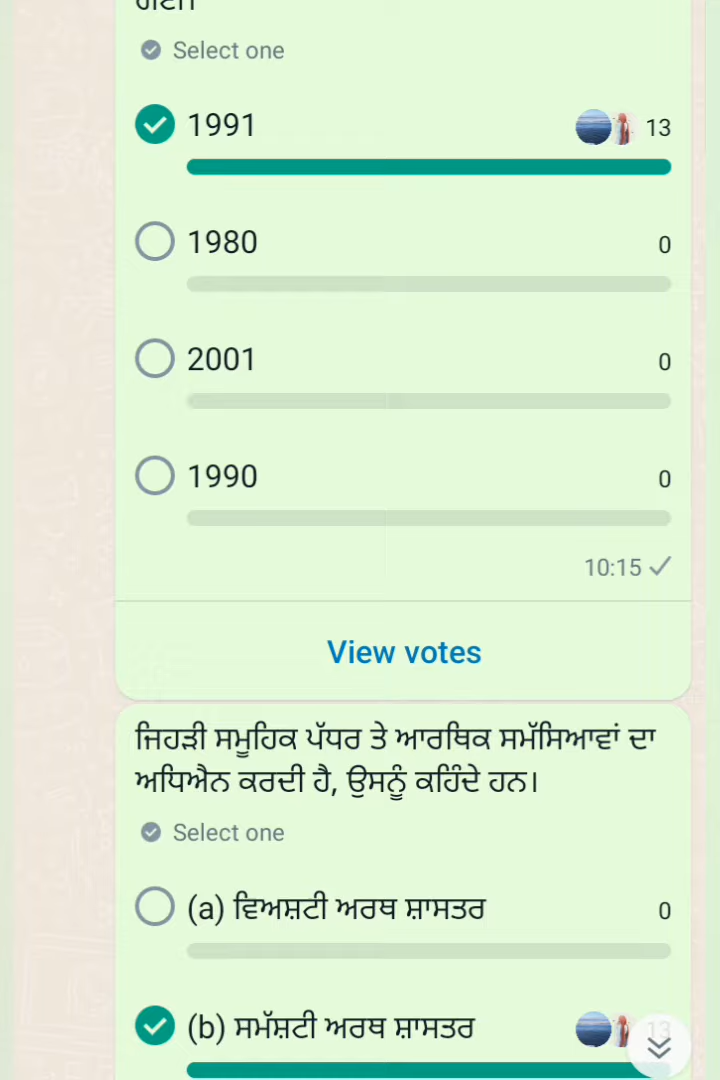 Select one
1991 13
1980 0
2001 0
1990 0
10:15
View votes
ਜਿਹੜੀ ਸਮੂਹਿਕ ਪੱਧਰ ਤੇ ਆਰਥਿਕ ਸਮੱਸਿਆਵਾਂ ਦਾ
ਅਧਿਐਨ ਕਰਦੀ ਹੈ, ਉਸਨੂੰ ਕਹਿੰਦੇ ਹਨ।
Select one
(a) ਵਿਅਸ਼ਟੀ ਅਰਥ ਸ਼ਾਸਤਰ 0
(b) ਸਮੱਸ਼ਟੀ ਅਰਥ ਸ਼ਾਸਤਰ 13